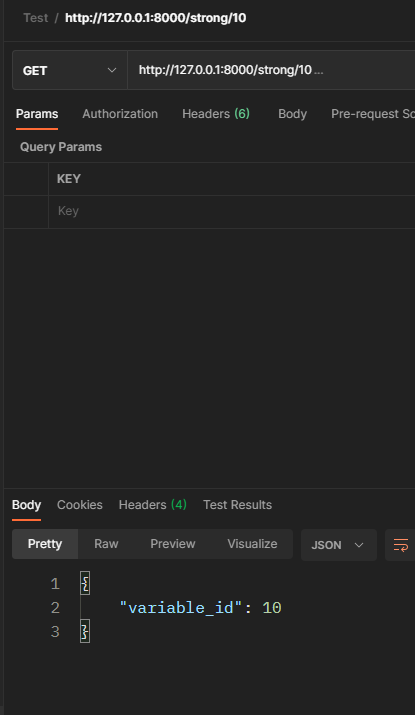 Test / http://127.0.0.1:8000/strong/10
GET http://127.0.0.1:8000/strong/10 ...
Params Authorization Headers (6) Body Pre-request Sc
Query Params
KEY
Key
Body Cookies Headers (4) Test Results
Pretty Raw Preview Visualize JSON
1 {
2 "variable_id": 10
3 }